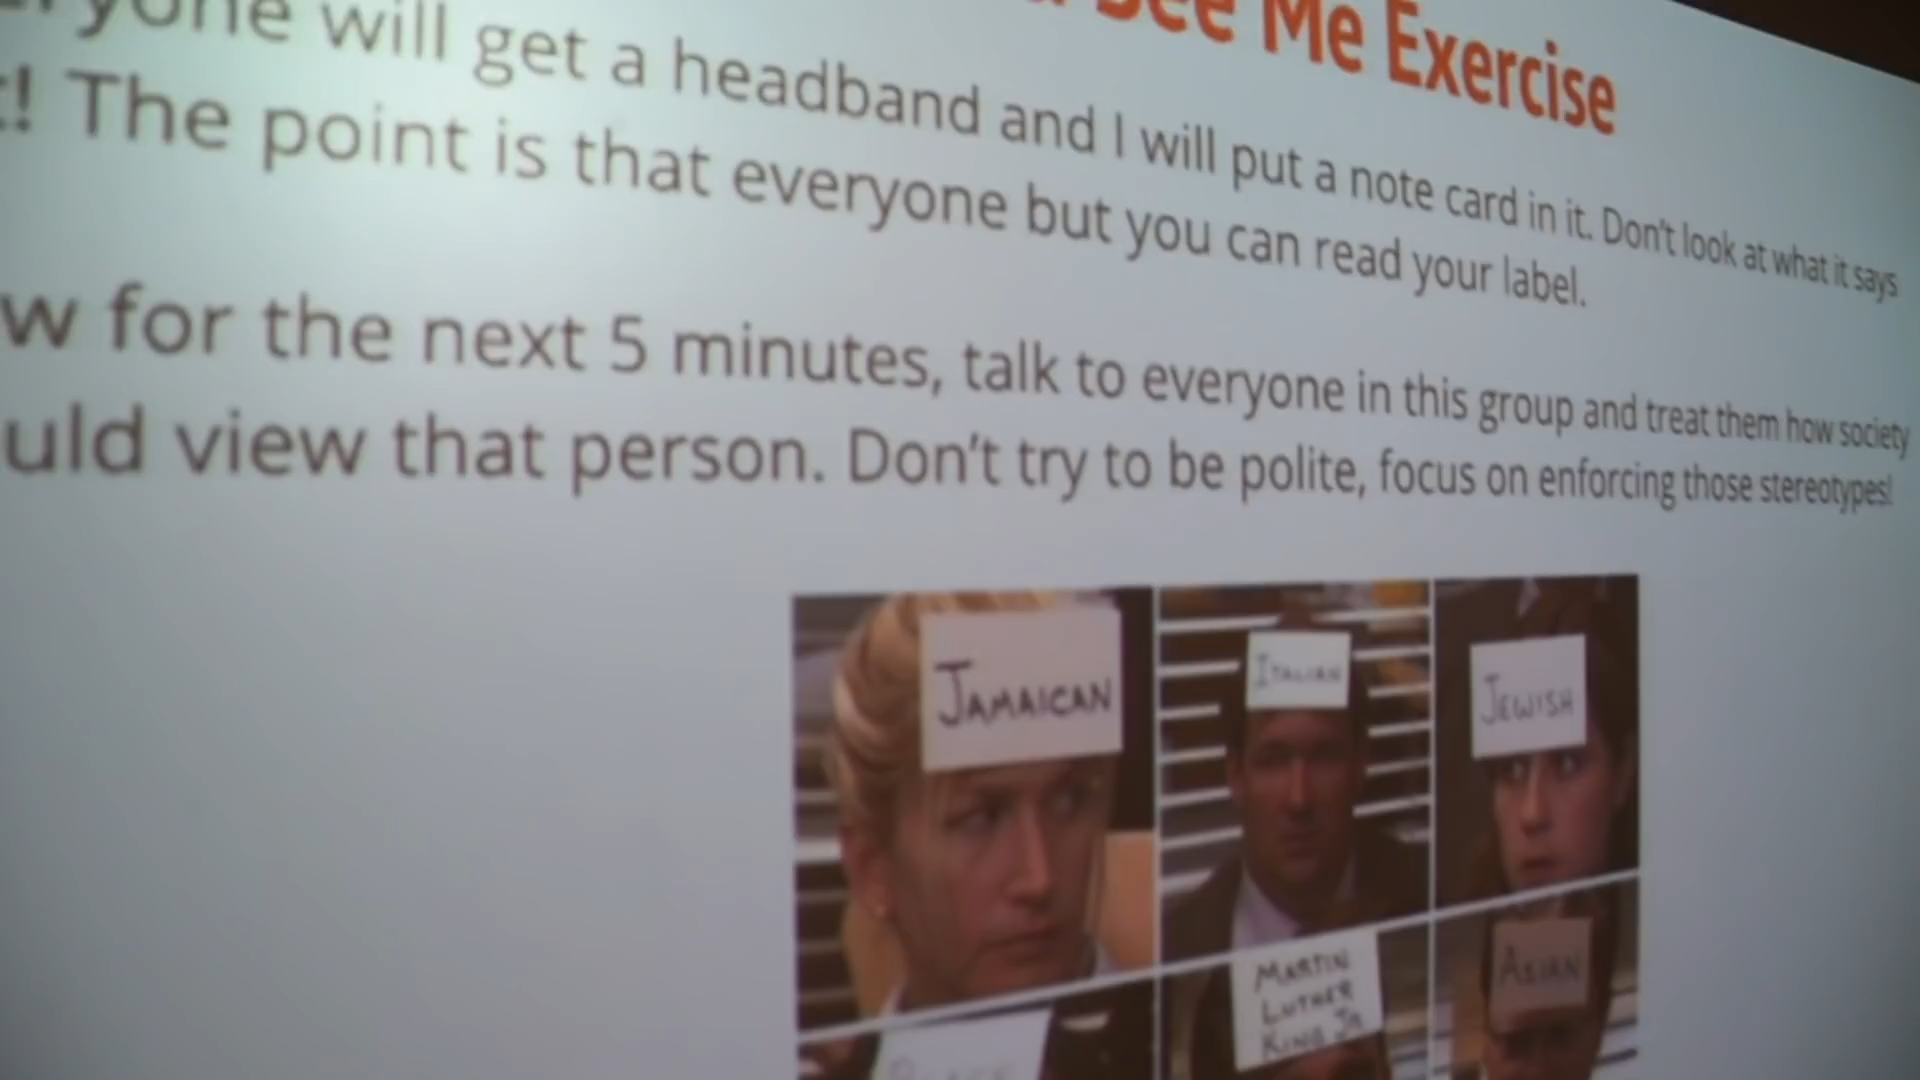 See Me Exercise
will get a headband and I will put a note card in it. Don't look at what it says
! The point is that everyone but you can read your label.
w for the next 5 minutes, talk to everyone in this group and treat them how society
uld view that person. Don't try to be polite, focus on enforcing those stereotypes!
JAMAICAN
ITALIAN
JEWISH
MARTIN
LUTHER
KING JR
ASIAN